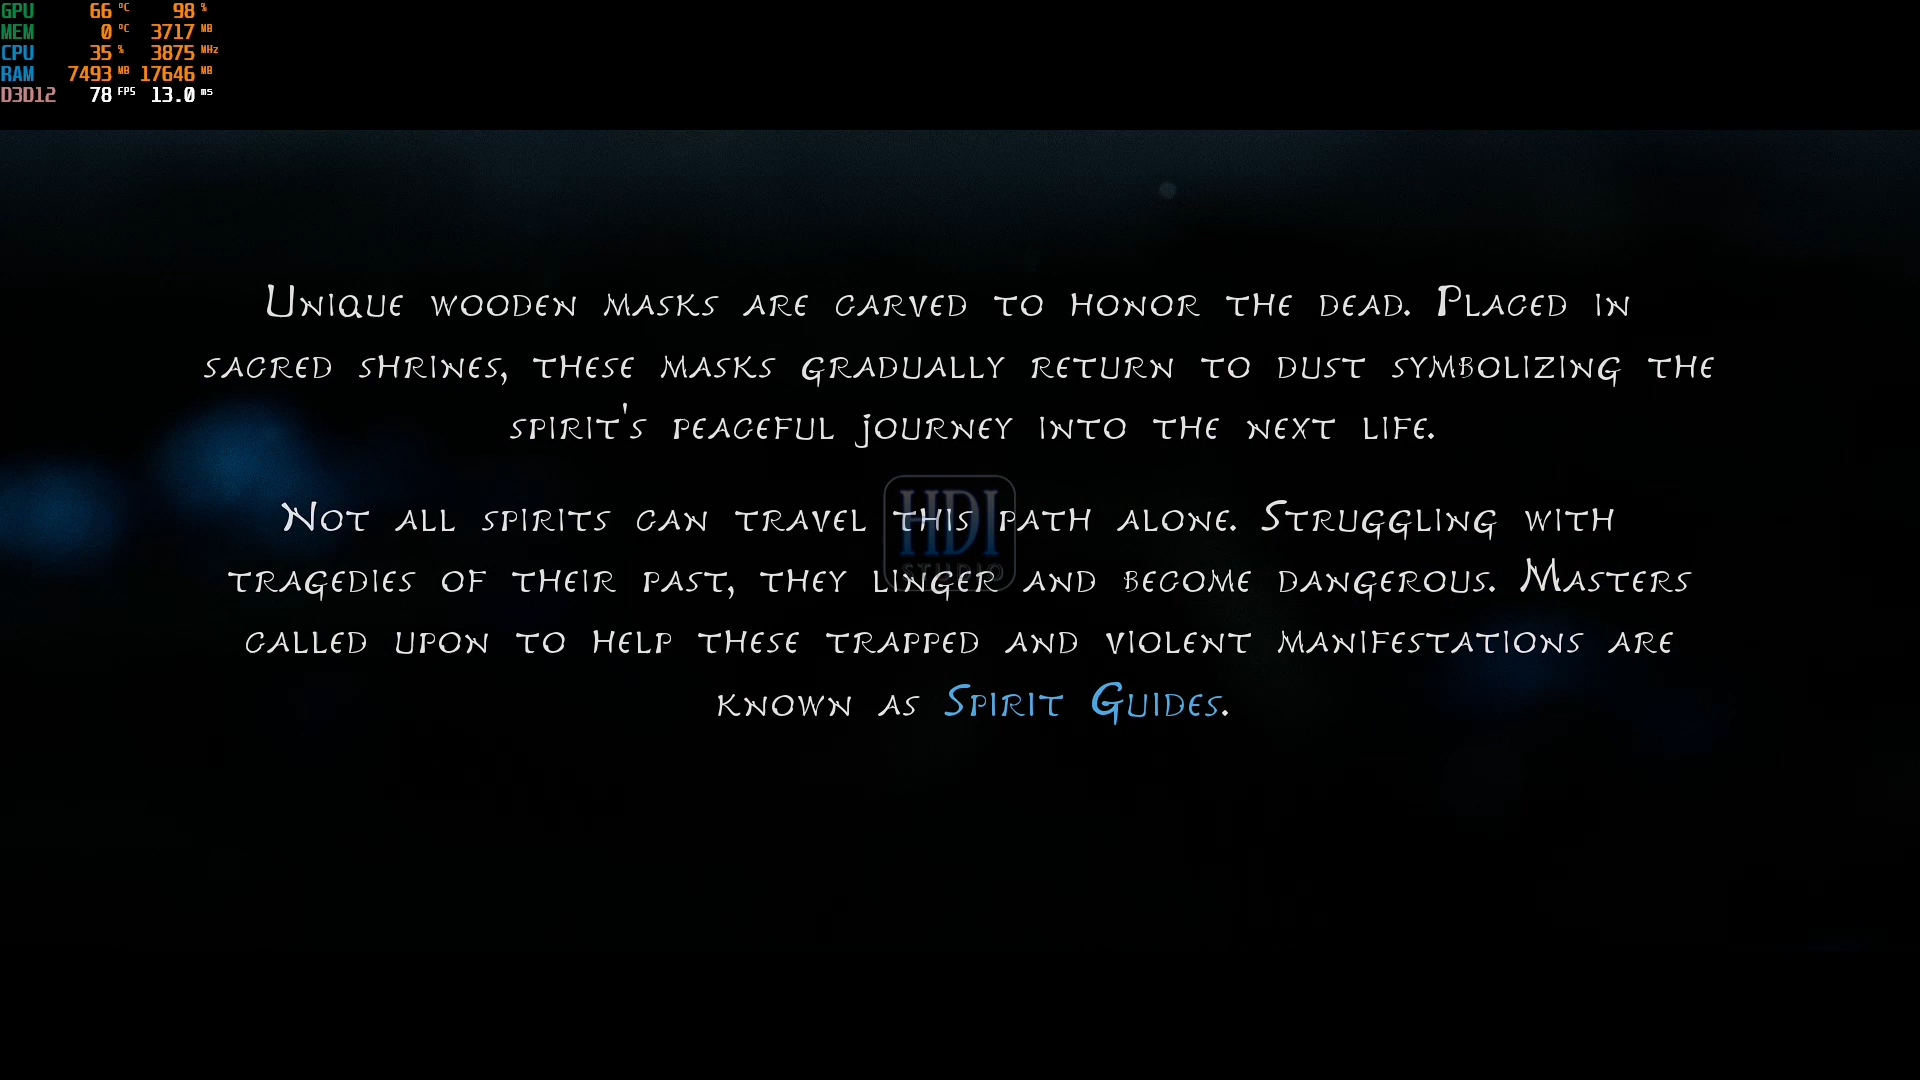 GPU 66 °C 98 %
MEM 0 °C 3717 MB
CPU 35 % 3875 MHz
RAM 7493 MB 17646 MB
D3D12 78 FPS 13.0 ms
Unique wooden masks are carved to honor the dead. Placed in
sacred shrines, these masks gradually return to dust symbolizing the
spirit's peaceful journey into the next life.
Not all spirits can travel this path alone. Struggling with
tragedies of their past, they linger and become dangerous. Masters
called upon to help these trapped and violent manifestations are
known as Spirit Guides.
HDI
STUDIO